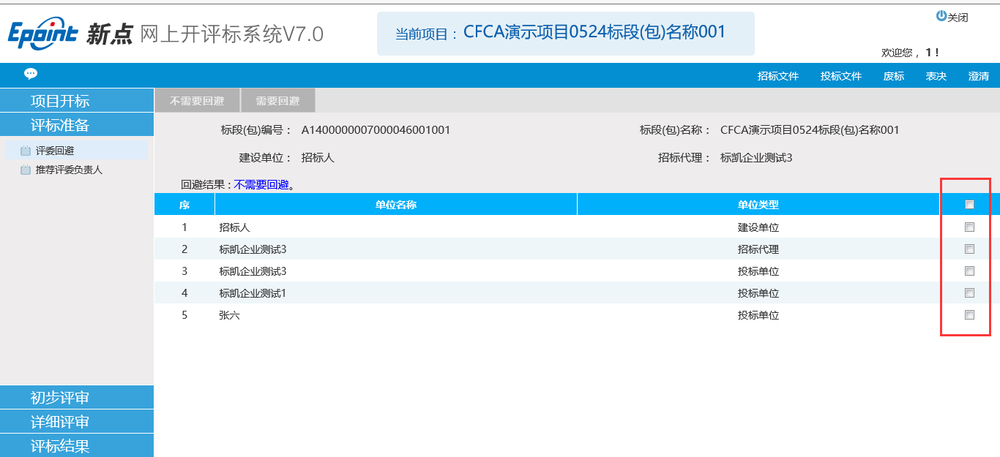 关闭
Epoint 新点 网上开评标系统V7.0
当前项目： CFCA演示项目0524标段(包)名称001
欢迎您， 1！
招标文件 投标文件 废标 表决 澄清
项目开标
评标准备
评委回避
推荐评委负责人
初步评审
详细评审
评标结果
不需要回避 需要回避
标段(包)编号： A1400000007000046001001 标段(包)名称： CFCA演示项目0524标段(包)名称001
建设单位： 招标人 招标代理： 标凯企业测试3
回避结果 : 不需要回避。
序 单位名称 单位类型
1 招标人 建设单位
2 标凯企业测试3 招标代理
3 标凯企业测试3 投标单位
4 标凯企业测试1 投标单位
5 张六 投标单位